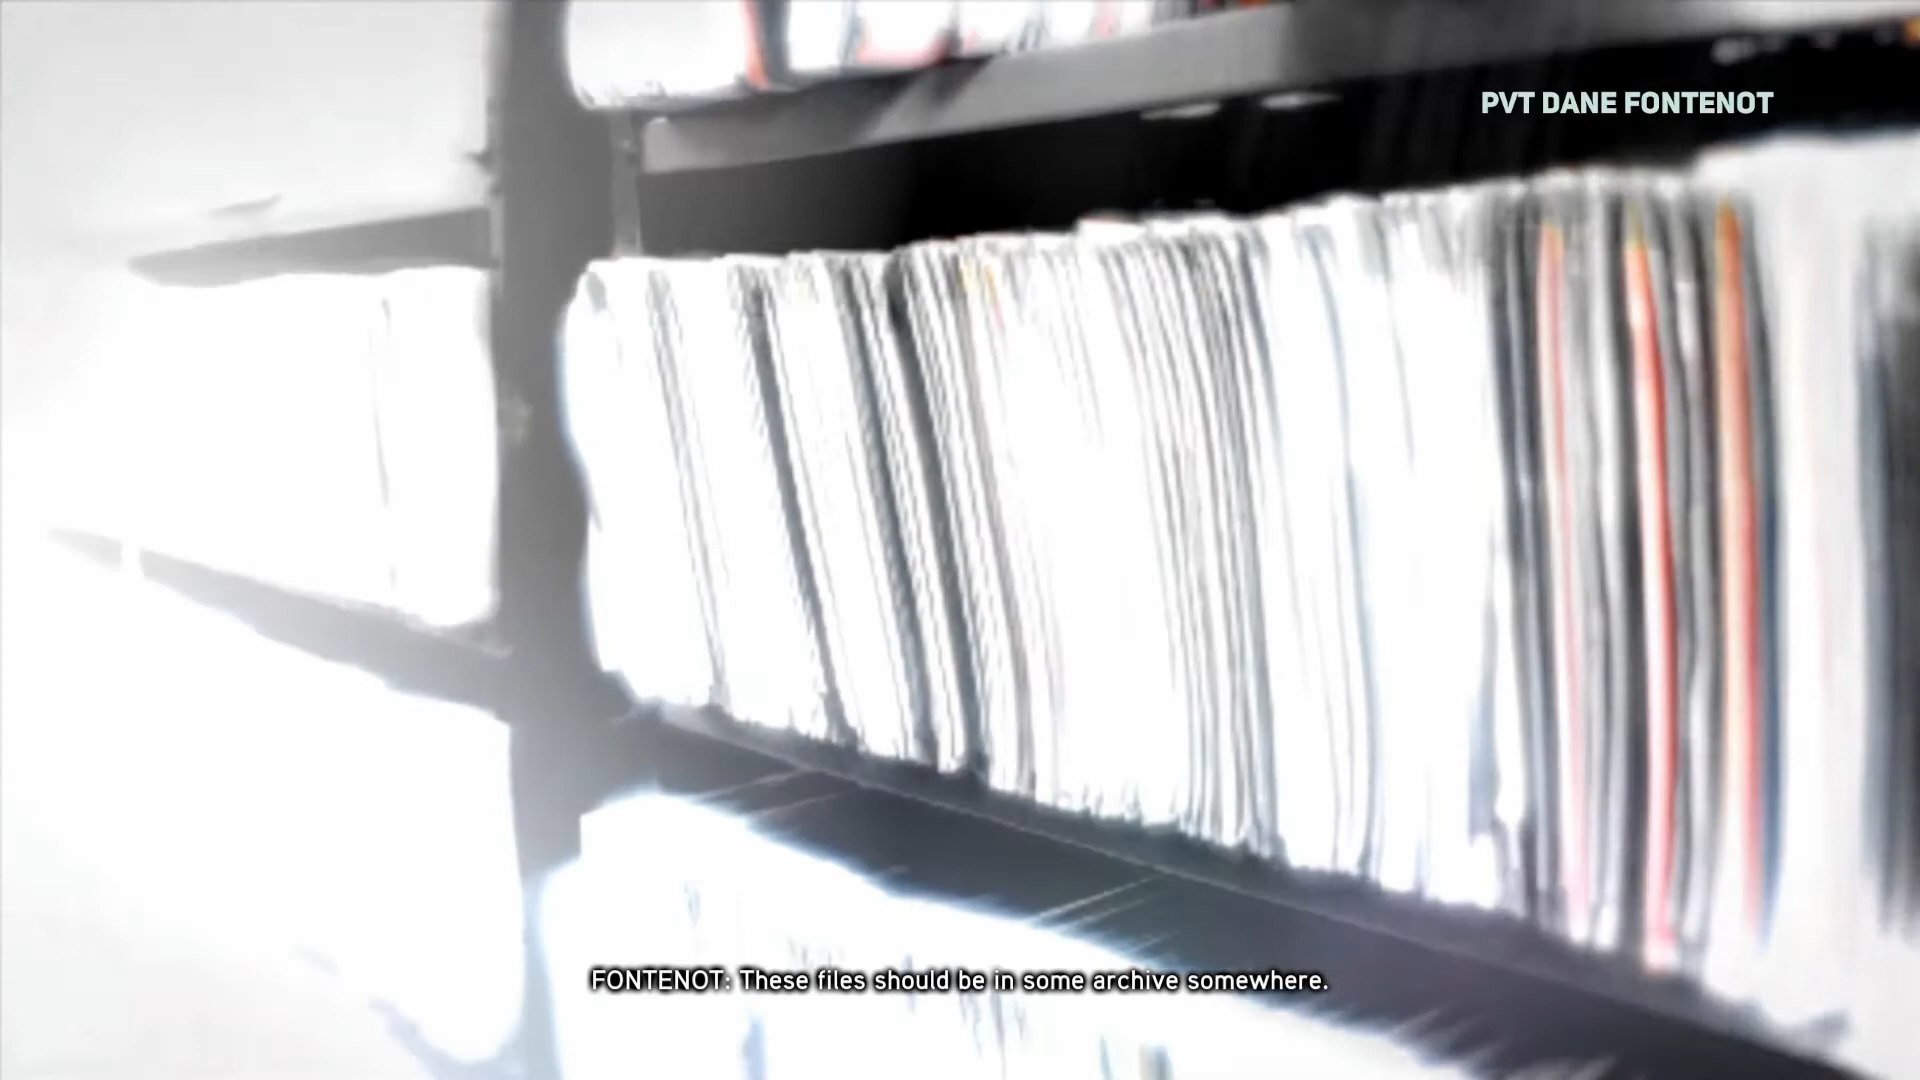 PVT DANE FONTENOT
FONTENOT: These files should be in some archive somewhere.